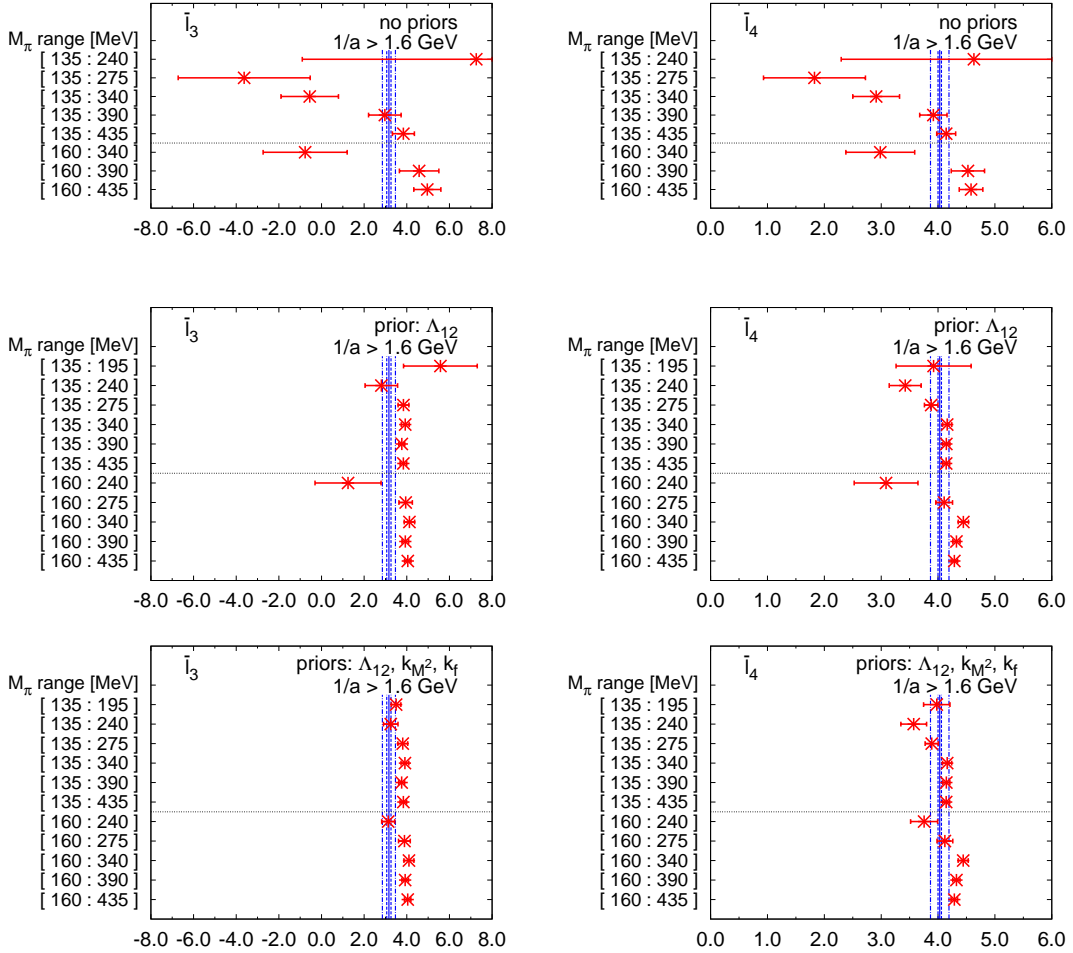 l̄₃ no priors
M_π range [MeV] 1/a > 1.6 GeV
[ 135 : 240 ]
[ 135 : 275 ]
[ 135 : 340 ]
[ 135 : 390 ]
[ 135 : 435 ]
[ 160 : 340 ]
[ 160 : 390 ]
[ 160 : 435 ]
-8.0 -6.0 -4.0 -2.0 0.0 2.0 4.0 6.0 8.0
l̄₄ no priors
M_π range [MeV] 1/a > 1.6 GeV
[ 135 : 240 ]
[ 135 : 275 ]
[ 135 : 340 ]
[ 135 : 390 ]
[ 135 : 435 ]
[ 160 : 340 ]
[ 160 : 390 ]
[ 160 : 435 ]
0.0 1.0 2.0 3.0 4.0 5.0 6.0
l̄₃ prior: Λ₁₂
M_π range [MeV] 1/a > 1.6 GeV
[ 135 : 195 ]
[ 135 : 240 ]
[ 135 : 275 ]
[ 135 : 340 ]
[ 135 : 390 ]
[ 135 : 435 ]
[ 160 : 240 ]
[ 160 : 275 ]
[ 160 : 340 ]
[ 160 : 390 ]
[ 160 : 435 ]
-8.0 -6.0 -4.0 -2.0 0.0 2.0 4.0 6.0 8.0
l̄₄ prior: Λ₁₂
M_π range [MeV] 1/a > 1.6 GeV
[ 135 : 195 ]
[ 135 : 240 ]
[ 135 : 275 ]
[ 135 : 340 ]
[ 135 : 390 ]
[ 135 : 435 ]
[ 160 : 240 ]
[ 160 : 275 ]
[ 160 : 340 ]
[ 160 : 390 ]
[ 160 : 435 ]
0.0 1.0 2.0 3.0 4.0 5.0 6.0
l̄₃ priors: Λ₁₂, k_M², k_f
M_π range [MeV] 1/a > 1.6 GeV
[ 135 : 195 ]
[ 135 : 240 ]
[ 135 : 275 ]
[ 135 : 340 ]
[ 135 : 390 ]
[ 135 : 435 ]
[ 160 : 240 ]
[ 160 : 275 ]
[ 160 : 340 ]
[ 160 : 390 ]
[ 160 : 435 ]
-8.0 -6.0 -4.0 -2.0 0.0 2.0 4.0 6.0 8.0
l̄₄ priors: Λ₁₂, k_M², k_f
M_π range [MeV] 1/a > 1.6 GeV
[ 135 : 195 ]
[ 135 : 240 ]
[ 135 : 275 ]
[ 135 : 340 ]
[ 135 : 390 ]
[ 135 : 435 ]
[ 160 : 240 ]
[ 160 : 275 ]
[ 160 : 340 ]
[ 160 : 390 ]
[ 160 : 435 ]
0.0 1.0 2.0 3.0 4.0 5.0 6.0